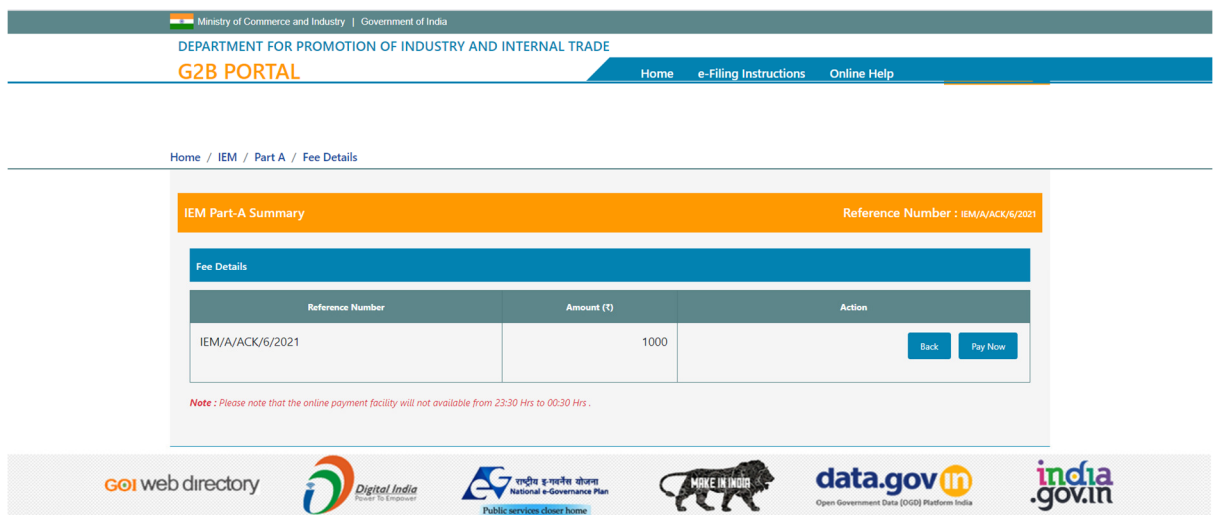 Ministry of Commerce and Industry | Government of India
DEPARTMENT FOR PROMOTION OF INDUSTRY AND INTERNAL TRADE
G2B PORTAL
Home e-Filing Instructions Online Help
Home / IEM / Part A / Fee Details
IEM Part-A Summary Reference Number : IEM/A/ACK/6/2021
Fee Details
Reference Number Amount (₹) Action
IEM/A/ACK/6/2021 1000 Back Pay Now
Note : Please note that the online payment facility will not available from 23:30 Hrs to 00:30 Hrs .
GOI web directory
Digital India
Power To Empower
राष्ट्रीय इ-गवर्नेंस योजना
National e-Governance Plan
Public services closer home
MAKE IN INDIA
data.gov in
Open Government Data (OGD) Platform India
india
.gov.in